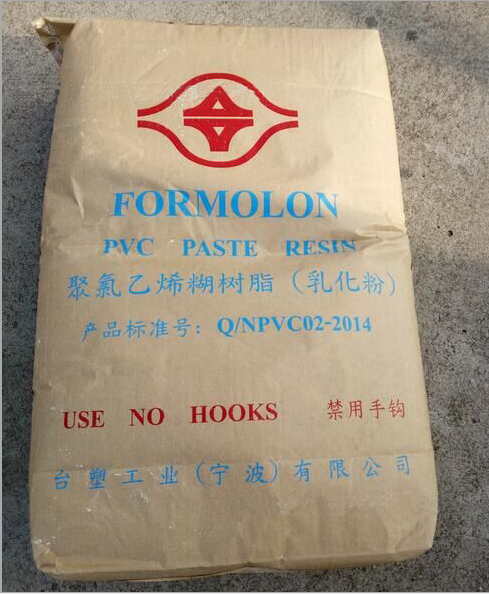 FORMOLON
PVC PASTE RESIN
聚氯乙烯糊树脂（乳化粉）
产品标准号：Q/NPVC02-2014
USE NO HOOKS 禁用手钩
台塑工业（宁波）有限公司